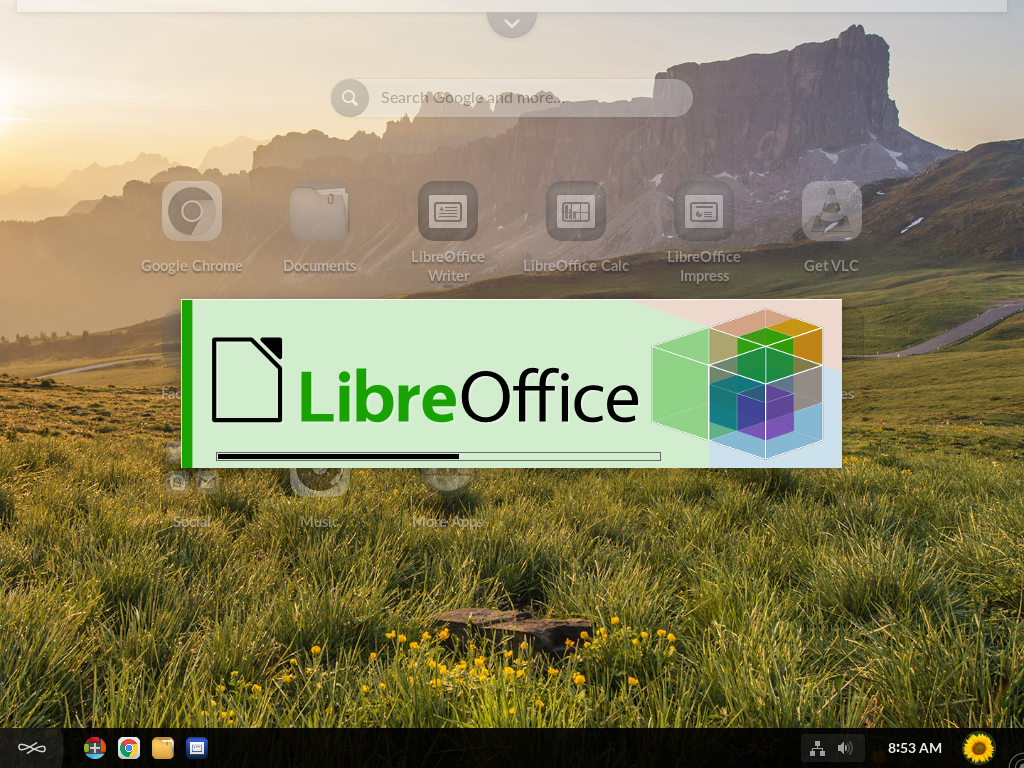 Search Google and more...
Google Chrome
Documents
LibreOffice
Writer
LibreOffice Calc
LibreOffice
Impress
Get VLC
LibreOffice
Social
Music
More Apps
8:53 AM